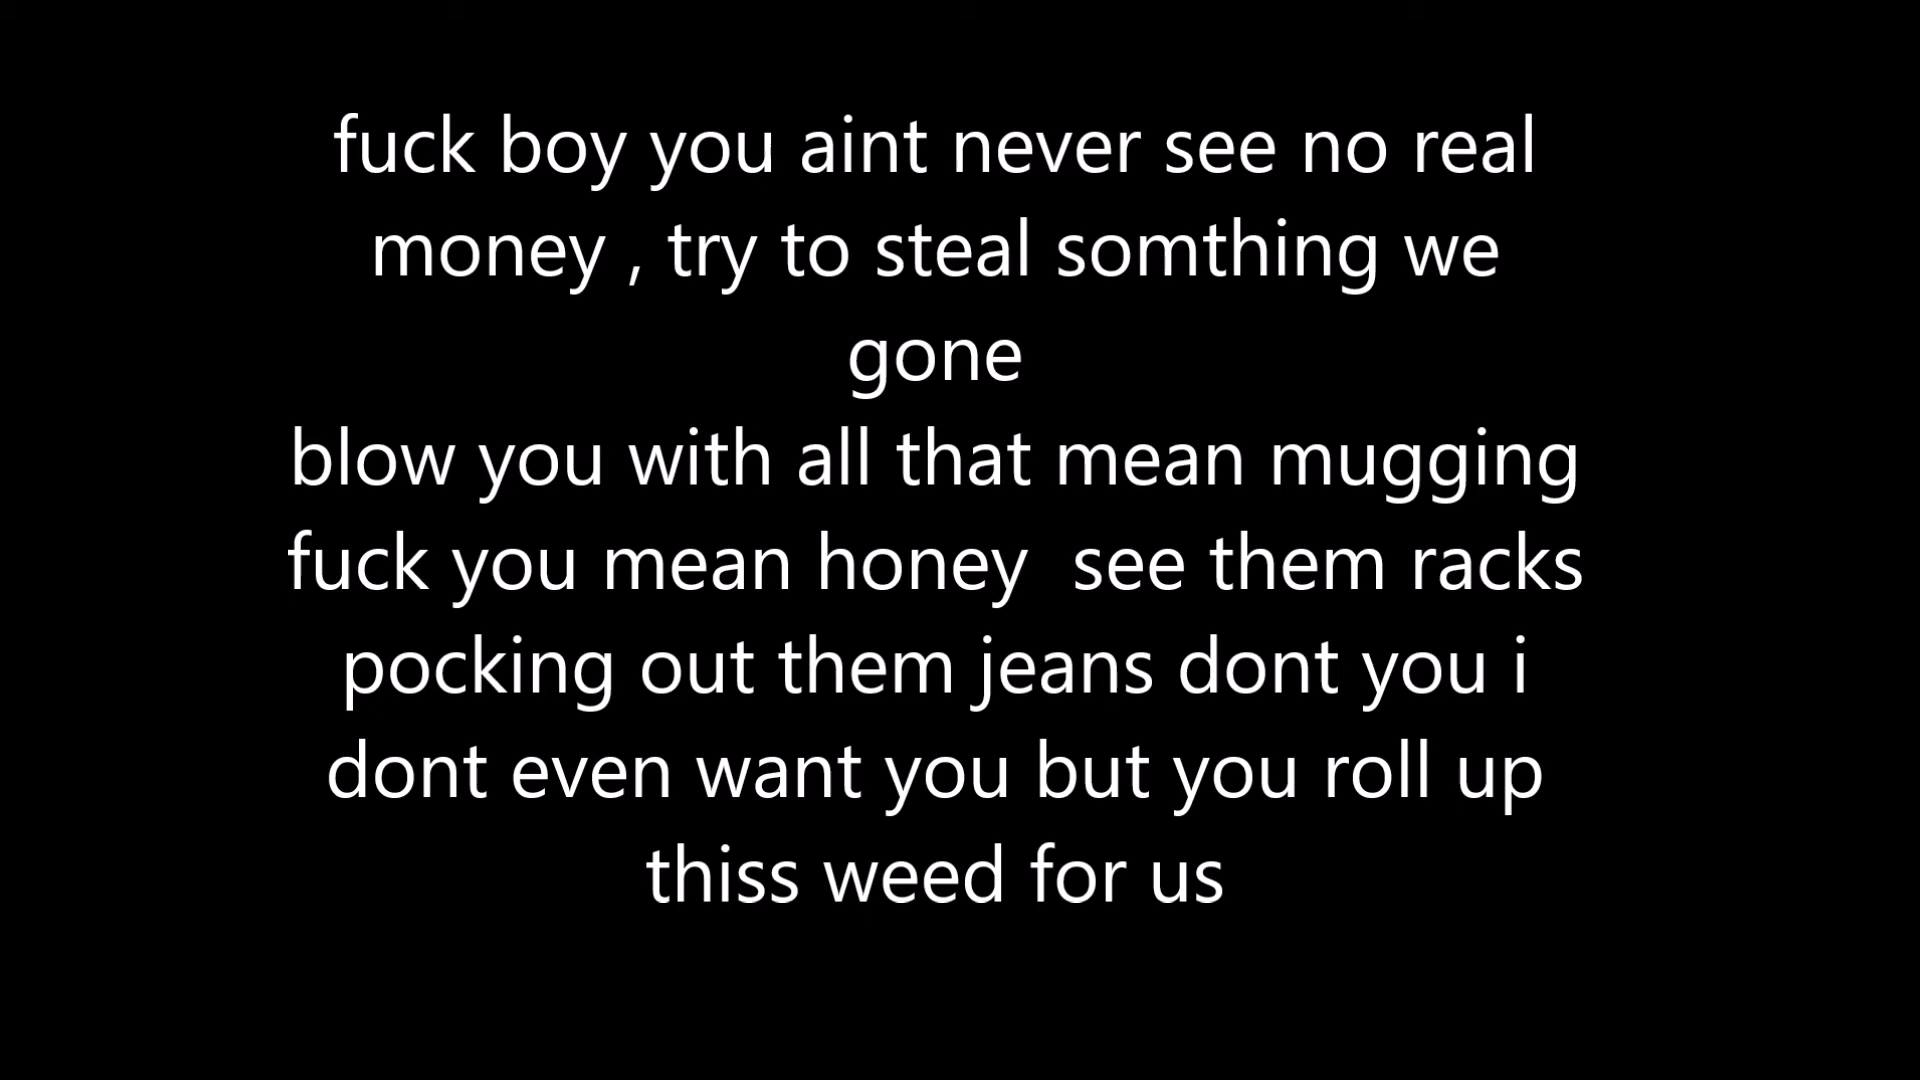 fuck boy you aint never see no real
money , try to steal somthing we
gone
blow you with all that mean mugging
fuck you mean honey  see them racks
pocking out them jeans dont you i
dont even want you but you roll up
thiss weed for us